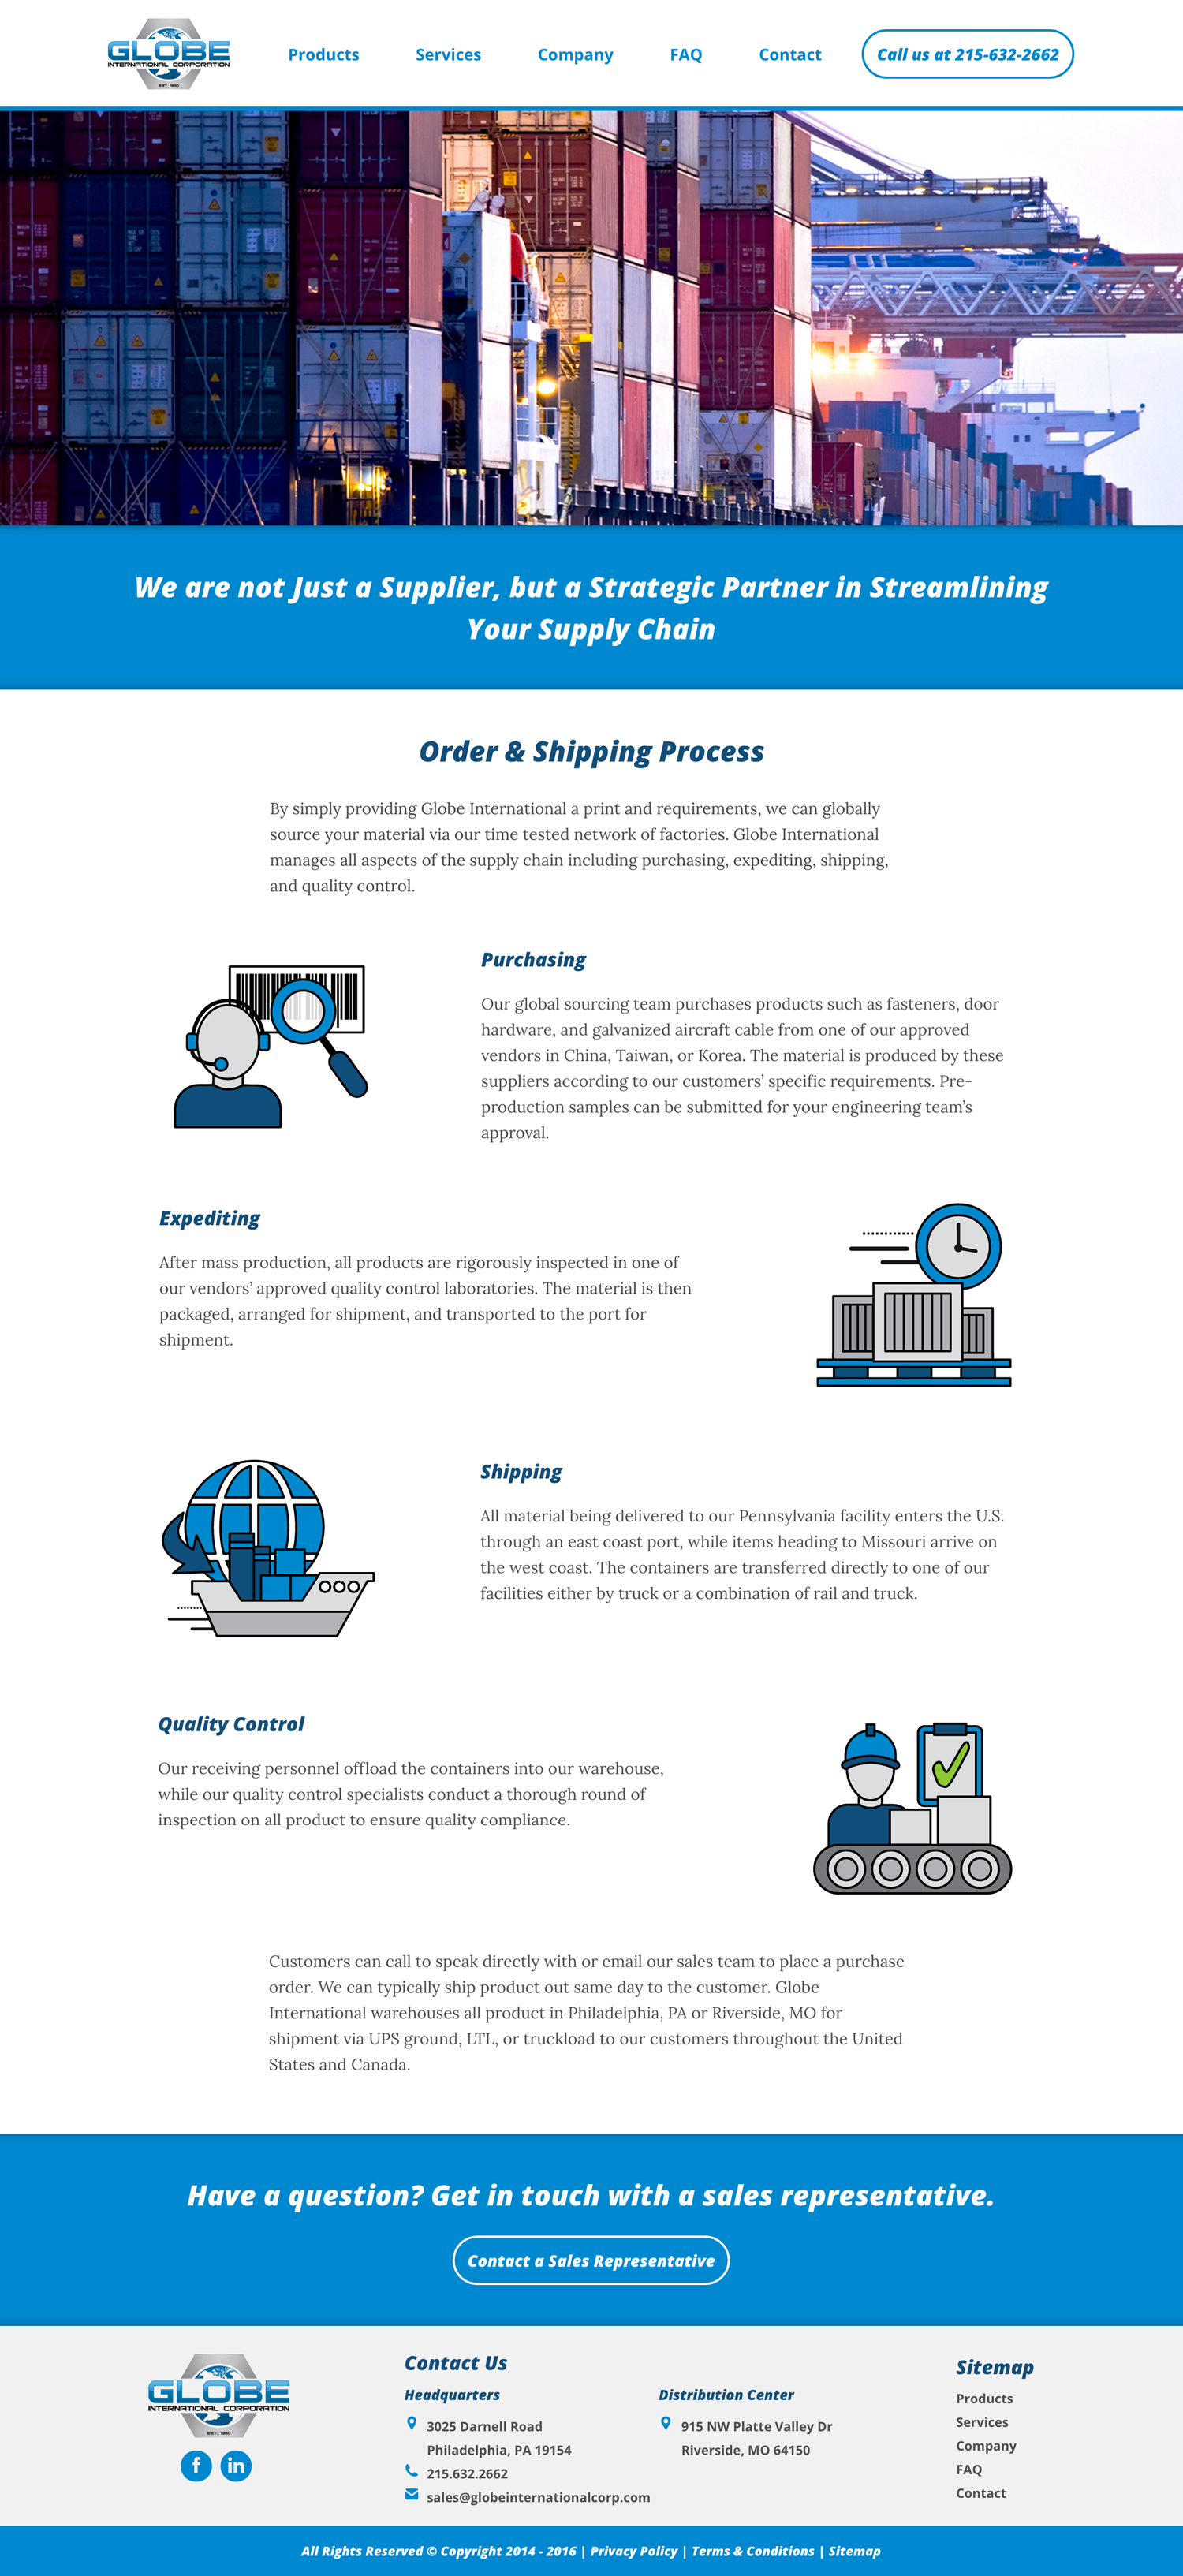 GLOBE
INTERNATIONAL CORPORATION
Products
Services
Company
FAQ
Contact
Call us at 215-632-2662
We are not Just a Supplier, but a Strategic Partner in Streamlining
Your Supply Chain
Order & Shipping Process
By simply providing Globe International a print and requirements, we can globally
source your material via our time tested network of factories. Globe International
manages all aspects of the supply chain including purchasing, expediting, shipping,
and quality control.
Purchasing
Our global sourcing team purchases products such as fasteners, door
hardware, and galvanized aircraft cable from one of our approved
vendors in China, Taiwan, or Korea. The material is produced by these
suppliers according to our customers’ specific requirements. Pre-
production samples can be submitted for your engineering team’s
approval.
Expediting
After mass production, all products are rigorously inspected in one of
our vendors’ approved quality control laboratories. The material is then
packaged, arranged for shipment, and transported to the port for
shipment.
Shipping
All material being delivered to our Pennsylvania facility enters the U.S.
through an east coast port, while items heading to Missouri arrive on
the west coast. The containers are transferred directly to one of our
facilities either by truck or a combination of rail and truck.
Quality Control
Our receiving personnel offload the containers into our warehouse,
while our quality control specialists conduct a thorough round of
inspection on all product to ensure quality compliance.
Customers can call to speak directly with or email our sales team to place a purchase
order. We can typically ship product out same day to the customer. Globe
International warehouses all product in Philadelphia, PA or Riverside, MO for
shipment via UPS ground, LTL, or truckload to our customers throughout the United
States and Canada.
Have a question? Get in touch with a sales representative.
Contact a Sales Representative
GLOBE
INTERNATIONAL CORPORATION
f
in
Contact Us
Headquarters
3025 Darnell Road
Philadelphia, PA 19154
215.632.2662
sales@globeinternationalcorp.com
Distribution Center
915 NW Platte Valley Dr
Riverside, MO 64150
Sitemap
Products
Services
Company
FAQ
Contact
All Rights Reserved © Copyright 2014 - 2016 | Privacy Policy | Terms & Conditions | Sitemap